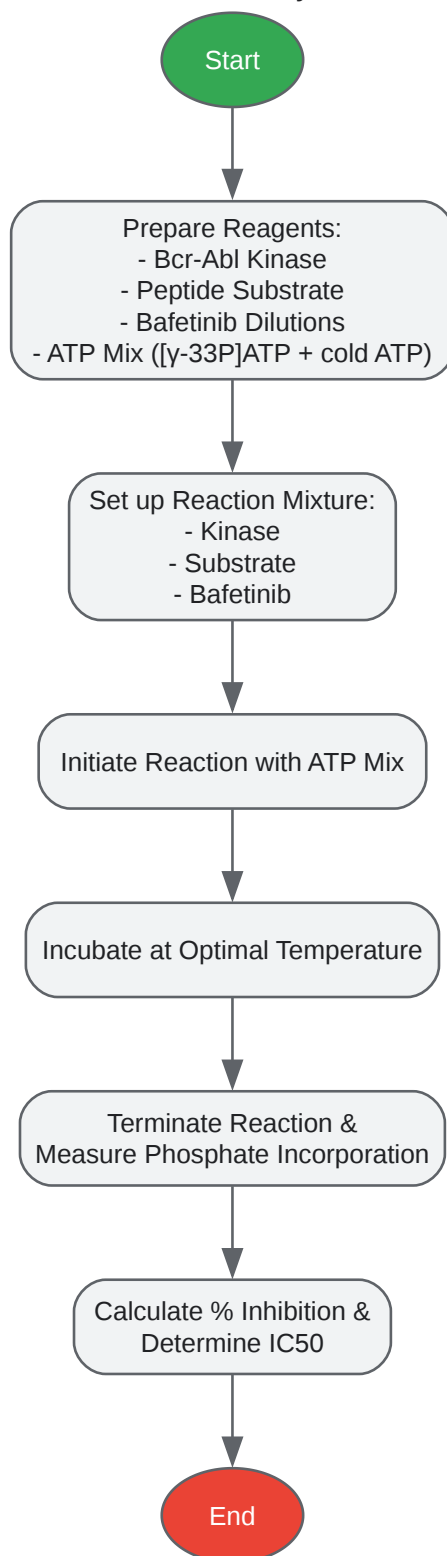 Start
Prepare Reagents:
- Bcr-Abl Kinase
- Peptide Substrate
- Bafetinib Dilutions
- ATP Mix ([γ-33P]ATP + cold ATP)
Set up Reaction Mixture:
- Kinase
- Substrate
- Bafetinib
Initiate Reaction with ATP Mix
Incubate at Optimal Temperature
Terminate Reaction &
Measure Phosphate Incorporation
Calculate % Inhibition &
Determine IC50
End